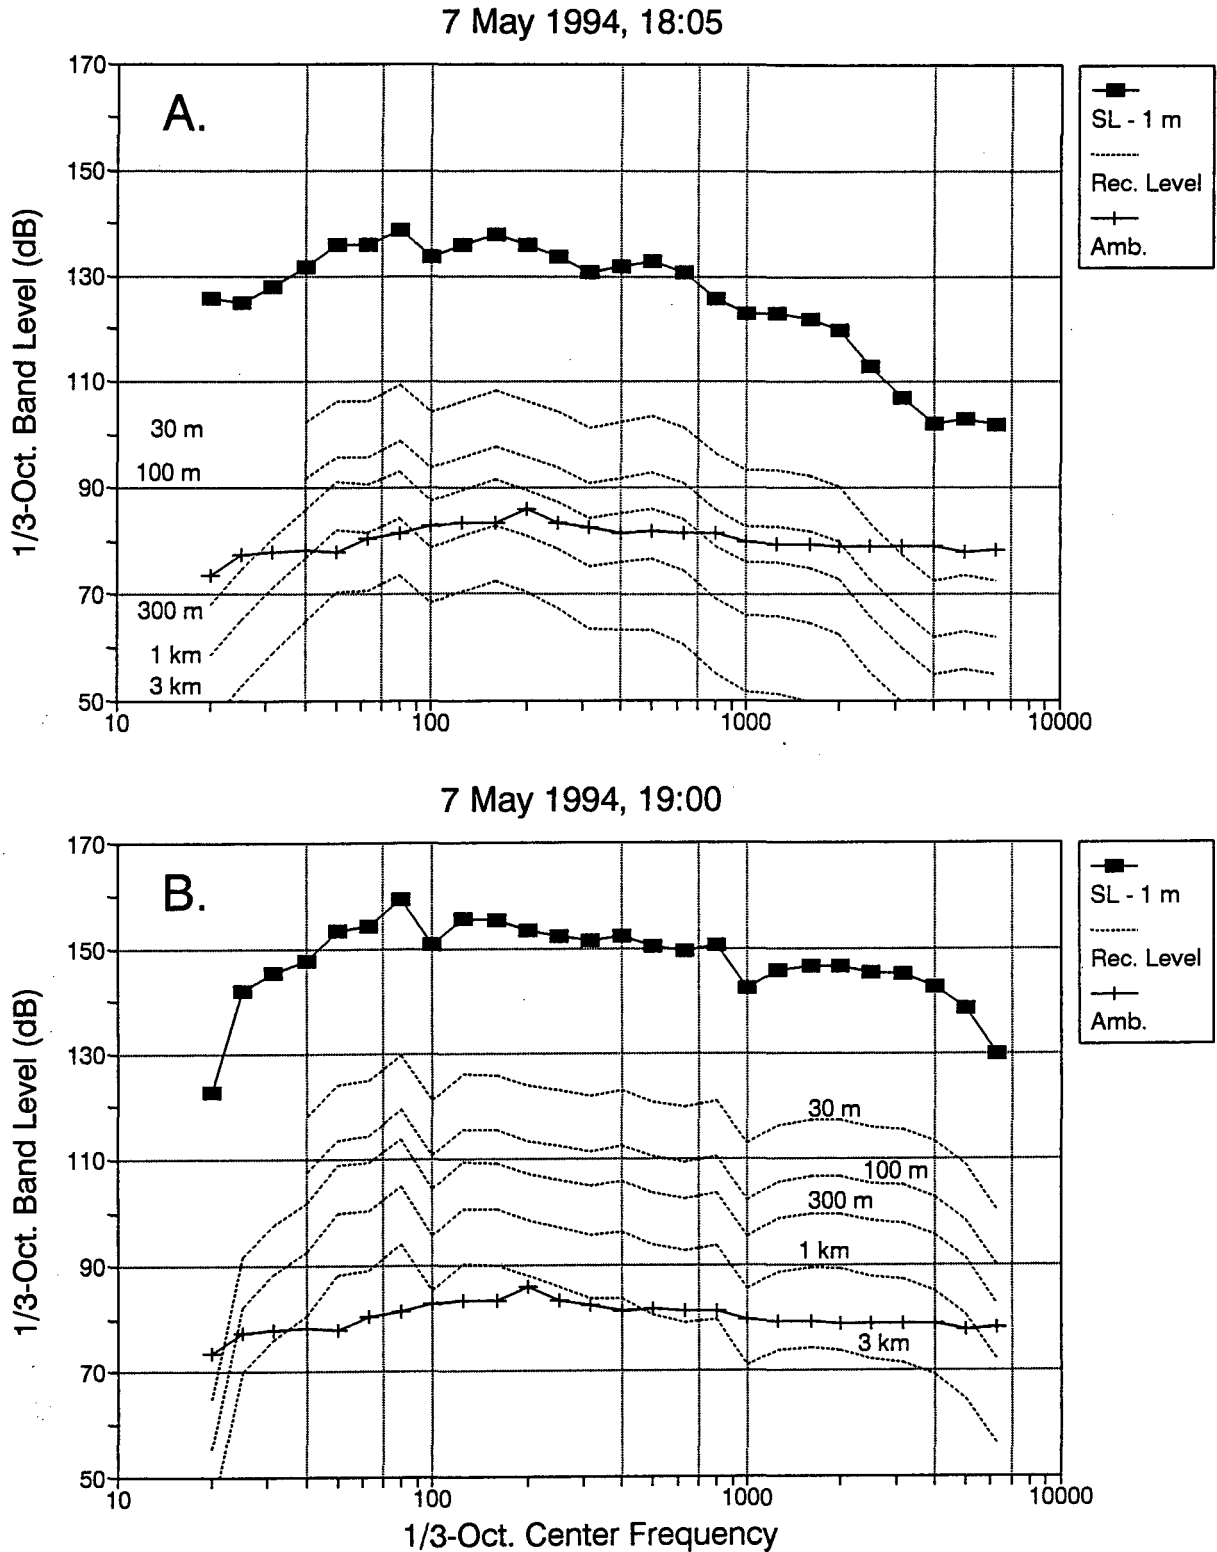 7 May 1994, 18:05
A.
1/3-Oct. Band Level (dB)
170
150
130
110
90
70
50
30 m
100 m
300 m
1 km
3 km
10
100
1000
10000
SL - 1 m
Rec. Level
Amb.
7 May 1994, 19:00
B.
1/3-Oct. Band Level (dB)
170
150
130
110
90
70
50
30 m
100 m
300 m
1 km
3 km
10
100
1000
10000
1/3-Oct. Center Frequency
SL - 1 m
Rec. Level
Amb.